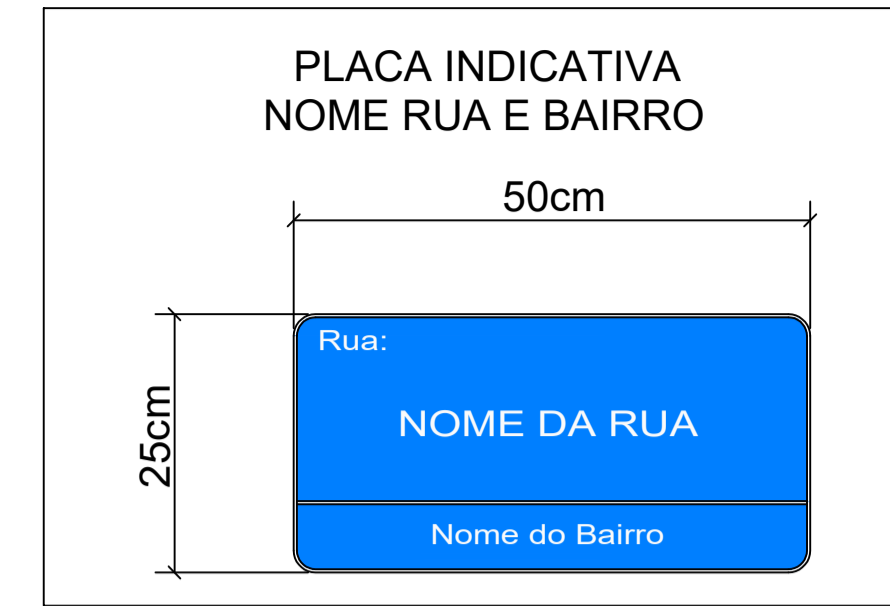 PLACA INDICATIVA
NOME RUA E BAIRRO
50cm
25cm
Rua:
NOME DA RUA
Nome do Bairro